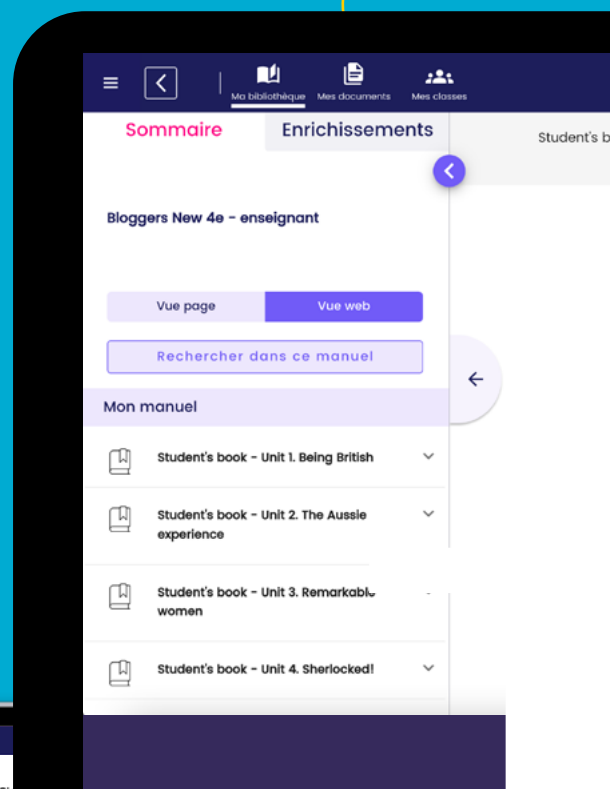 Ma bibliothèque Mes documents Mes classes
Sommaire Enrichissements
Student's b
Bloggers New 4e - enseignant
Vue page Vue web
Rechercher dans ce manuel
Mon manuel
Student's book - Unit 1. Being British
Student's book - Unit 2. The Aussie
experience
Student's book - Unit 3. Remarkable
women
Student's book - Unit 4. Sherlocked!